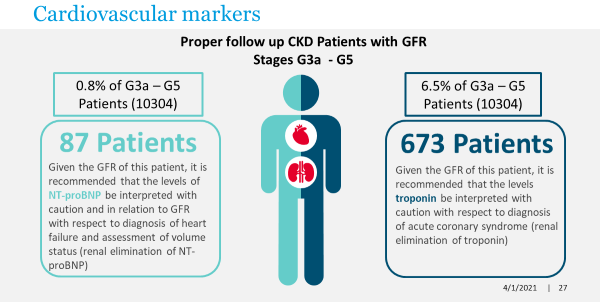 Cardiovascular markers
Proper follow up CKD Patients with GFR
Stages G3a - G5
0.8% of G3a – G5
Patients (10304)
87 Patients
Given the GFR of this patient, it is
recommended that the levels of
NT-proBNP be interpreted with
caution and in relation to GFR
with respect to diagnosis of heart
failure and assessment of volume
status (renal elimination of NT-
proBNP)
6.5% of G3a – G5
Patients (10304)
673 Patients
Given the GFR of this patient, it is
recommended that the levels
troponin be interpreted with
caution with respect to diagnosis
of acute coronary syndrome (renal
elimination of troponin)
4/1/2021 | 27